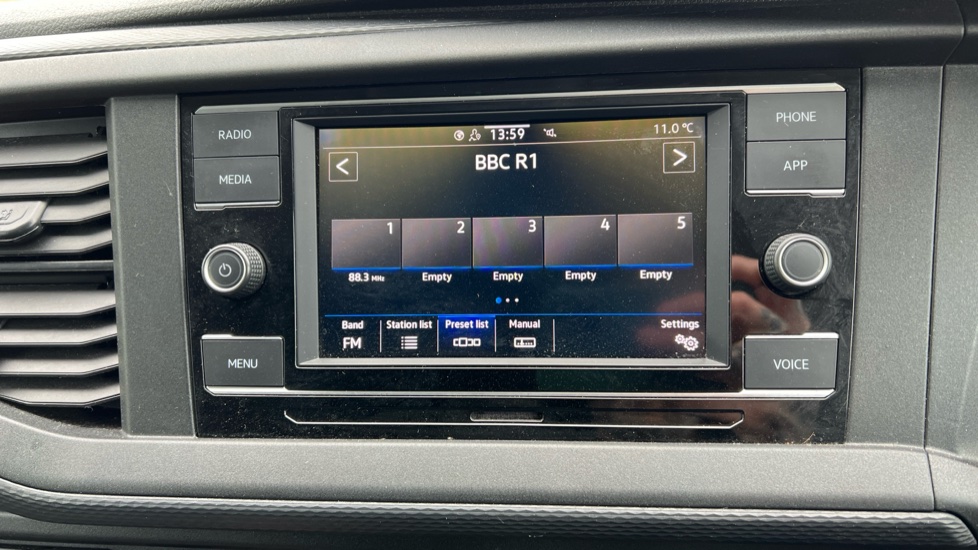 RADIO
MEDIA
MENU
13:59
11.0 °C
<
BBC R1
>
1
2
3
4
5
88.3 MHz
Empty
Empty
Empty
Empty
Band
Station list
Preset list
Manual
Settings
FM
PHONE
APP
VOICE